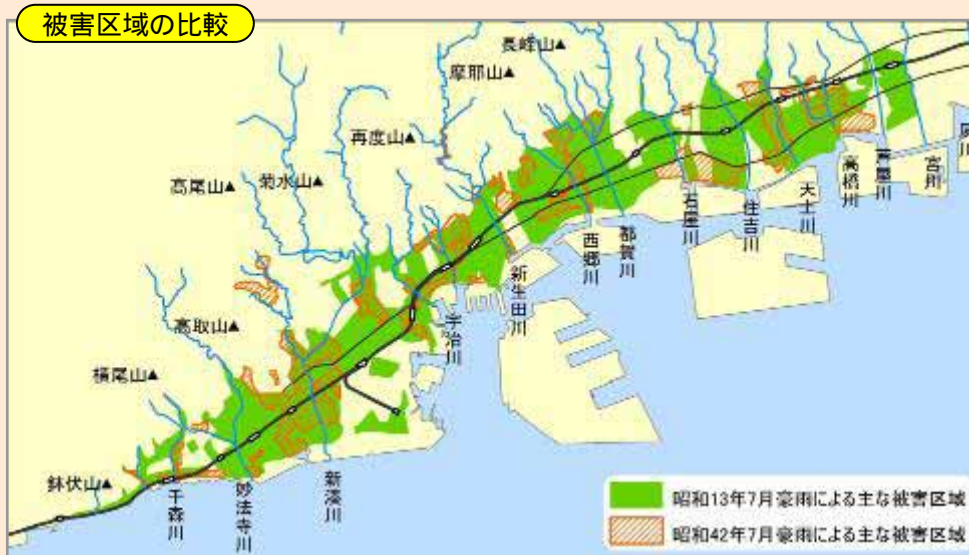 被害区域の比較
長峰山▲
摩耶山▲
再度山▲
菊水山▲
高尾山▲
高取山▲
横尾山▲
鉢伏山▲
宮川
芦屋川
高橋川
天上川
住吉川
石屋川
都賀川
西郷川
新生田川
宇治川
新湊川
妙法寺川
千森川
昭和13年7月豪雨による主な被害区域
昭和42年7月豪雨による主な被害区域